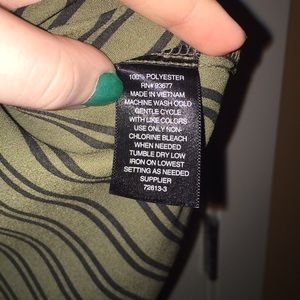 100% POLYESTER
RN# 93677
MADE IN VIETNAM
MACHINE WASH COLD
GENTLE CYCLE
WITH LIKE COLORS
USE ONLY NON-
CHLORINE BLEACH
WHEN NEEDED
TUMBLE DRY LOW
IRON ON LOWEST
SETTING AS NEEDED
SUPPLIER
72613-3